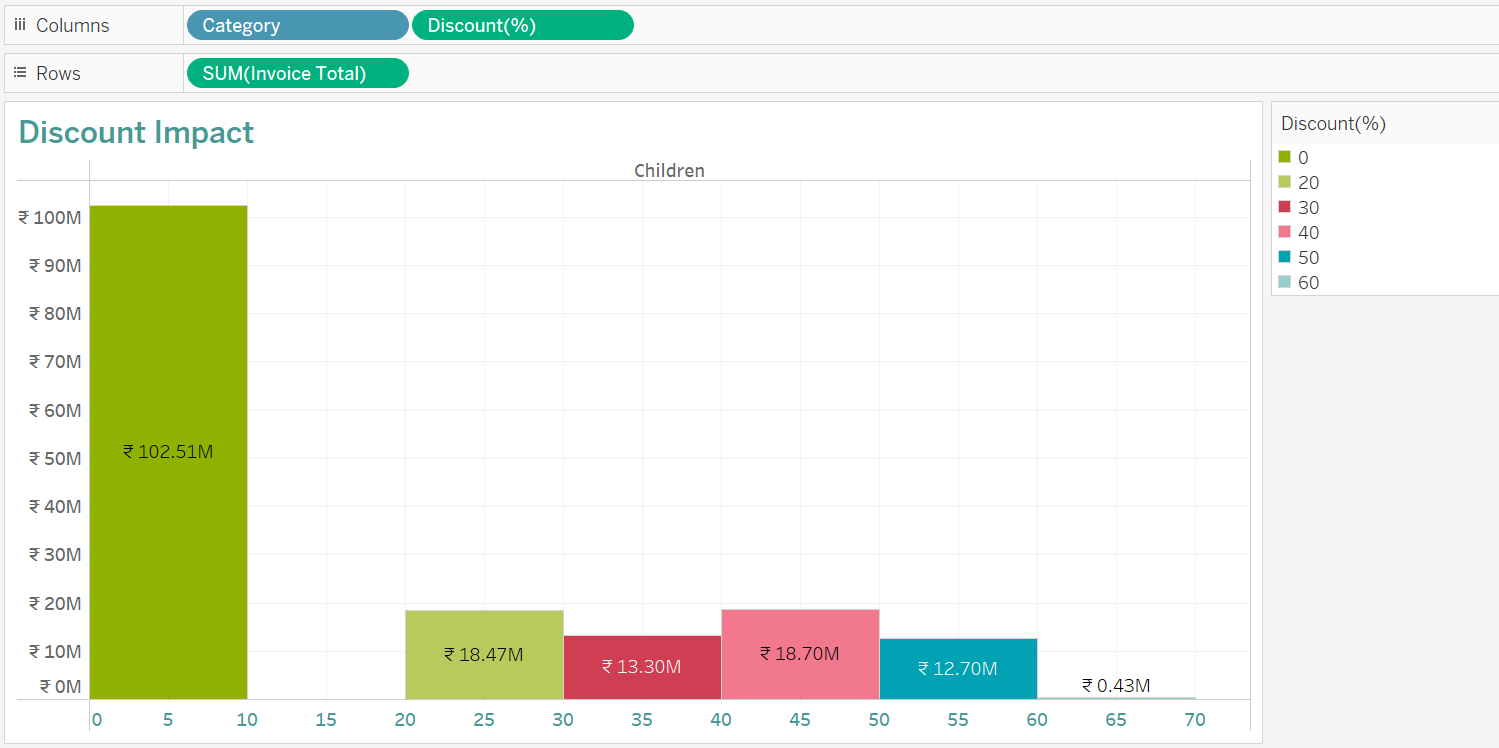 Columns Category Discount(%)
Rows SUM(Invoice Total)
Discount Impact
Children
₹ 100M
₹ 90M
₹ 80M
₹ 70M
₹ 60M
₹ 50M
₹ 40M
₹ 30M
₹ 20M
₹ 10M
₹ 0M
₹ 102.51M
₹ 18.47M
₹ 13.30M
₹ 18.70M
₹ 12.70M
₹ 0.43M
0 5 10 15 20 25 30 35 40 45 50 55 60 65 70
Discount(%)
0
20
30
40
50
60